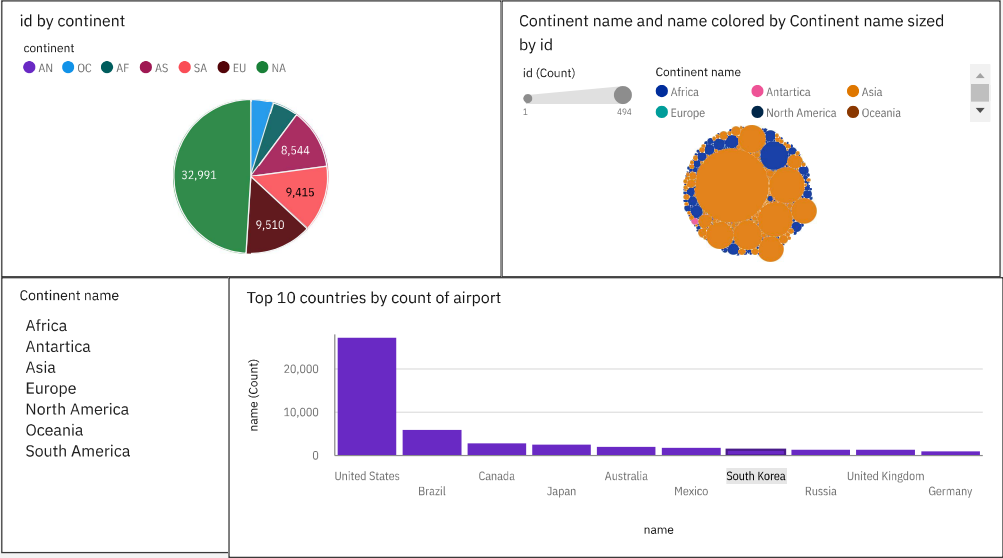 id by continent
continent
AN OC AF AS SA EU NA
8,544
32,991
9,415
9,510
Continent name and name colored by Continent name sized
by id
id (Count)
1 494
Continent name
Africa Antartica Asia
Europe North America Oceania
Continent name
Africa
Antartica
Asia
Europe
North America
Oceania
South America
Top 10 countries by count of airport
name (Count)
20,000
10,000
0
United States Canada Australia South Korea United Kingdom
Brazil Japan Mexico Russia Germany
name